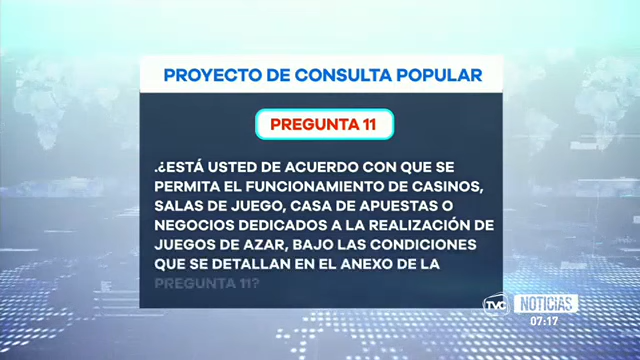 PROYECTO DE CONSULTA POPULAR
PREGUNTA 11
.¿ESTÁ USTED DE ACUERDO CON QUE SE
PERMITA EL FUNCIONAMIENTO DE CASINOS,
SALAS DE JUEGO, CASA DE APUESTAS O
NEGOCIOS DEDICADOS A LA REALIZACIÓN DE
JUEGOS DE AZAR, BAJO LAS CONDICIONES
QUE SE DETALLAN EN EL ANEXO DE LA
PREGUNTA 11?
TVC NOTICIAS
07:17